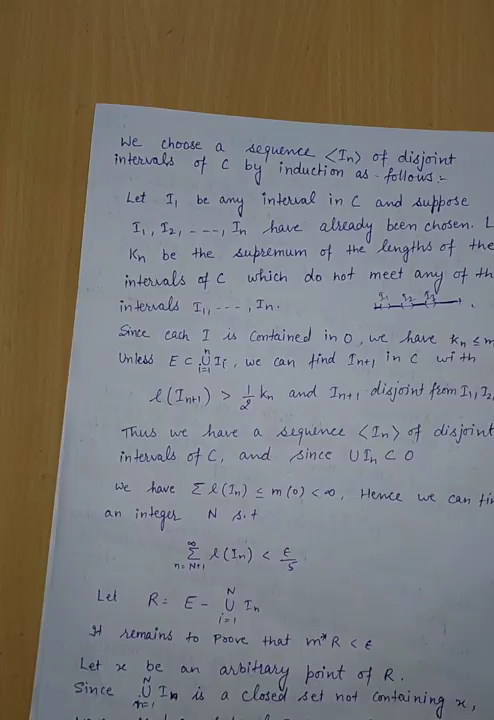 We choose a sequence <In> of disjoint
intervals of C by induction as follows:-
Let I₁ be any interval in C and suppose
I₁, I₂, ----, In have already been chosen. L
Kn be the supremum of the lengths of the
intervals of C which do not meet any of th
intervals I₁, ----, In.
I₁ I₂ I₃
Since each I is contained in O, we have kn ≤ m
Unless E ⊂ ⋃ⁿᵢ₌₁ Iᵢ, we can find In+1 in C with
l(In+1) > 1/2 kn and In+1 disjoint from I₁, I₂,
Thus we have a sequence <In> of disjoint
intervals of C, and since ∪In ⊂ O
We have Σ l(In) ≤ m(O) < ∞, Hence we can fi
an integer N s.t
∞ Σ n=N+1 l(In) < ε/5
Let R = E - N ∪ i=1 In
It remains to prove that m* R < ε
Let x be an arbitrary point of R.
Since N ∪ n=1 In is a closed set not containing x,